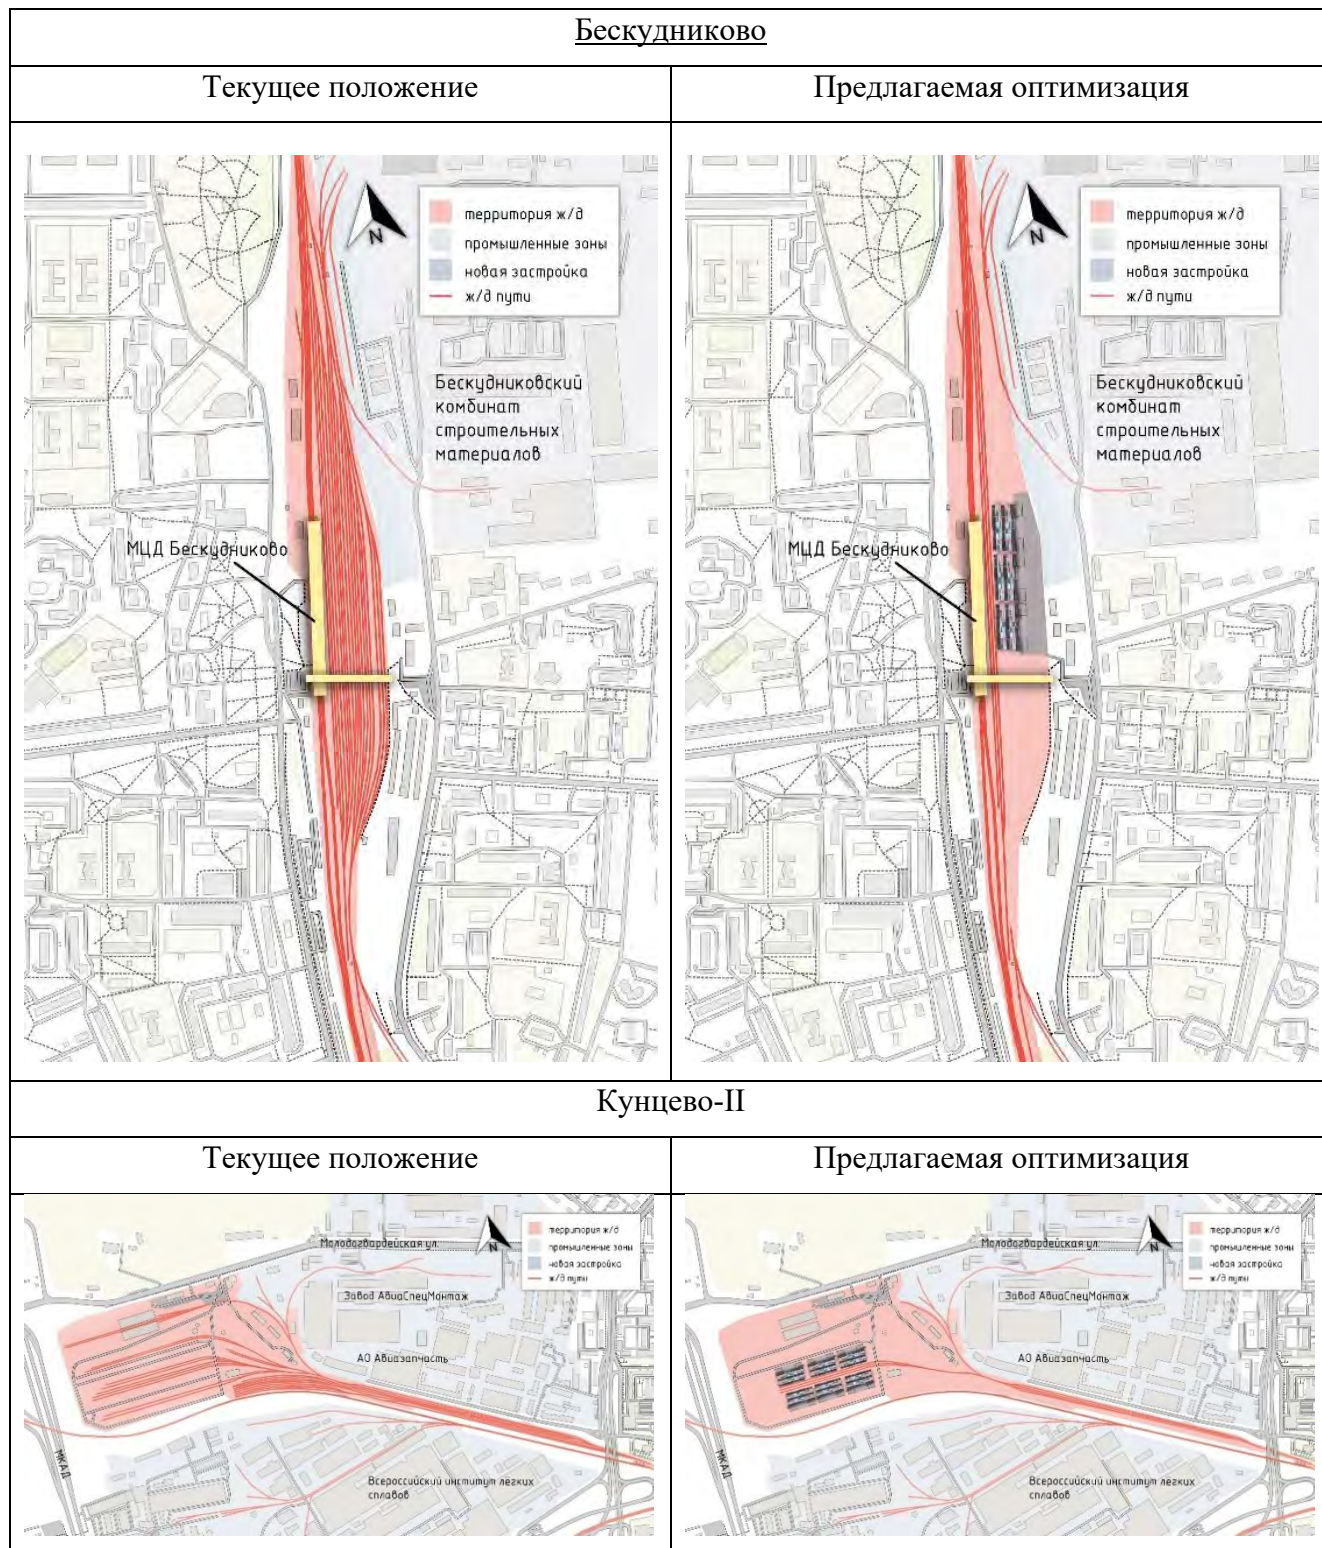 Бескудниково
Текущее положение
Предлагаемая оптимизация
N
территория ж/д
промышленные зоны
новая застройка
ж/д пути
Бескудниковский
комбинат
строительных
материалов
МЦД Бескудниково
N
территория ж/д
промышленные зоны
новая застройка
ж/д пути
Бескудниковский
комбинат
строительных
материалов
МЦД Бескудниково
Кунцево-II
Текущее положение
Предлагаемая оптимизация
Молодогвардейская ул.
N
территория ж/д
промышленные зоны
новая застройка
ж/д пути
Завод АвиаСпецМонтаж
АО Авиазапчасть
МКАД
Всероссийский институт легких
сплавов
Молодогвардейская ул.
N
территория ж/д
промышленные зоны
новая застройка
ж/д пути
Завод АвиаСпецМонтаж
АО Авиазапчасть
МКАД
Всероссийский институт легких
сплавов